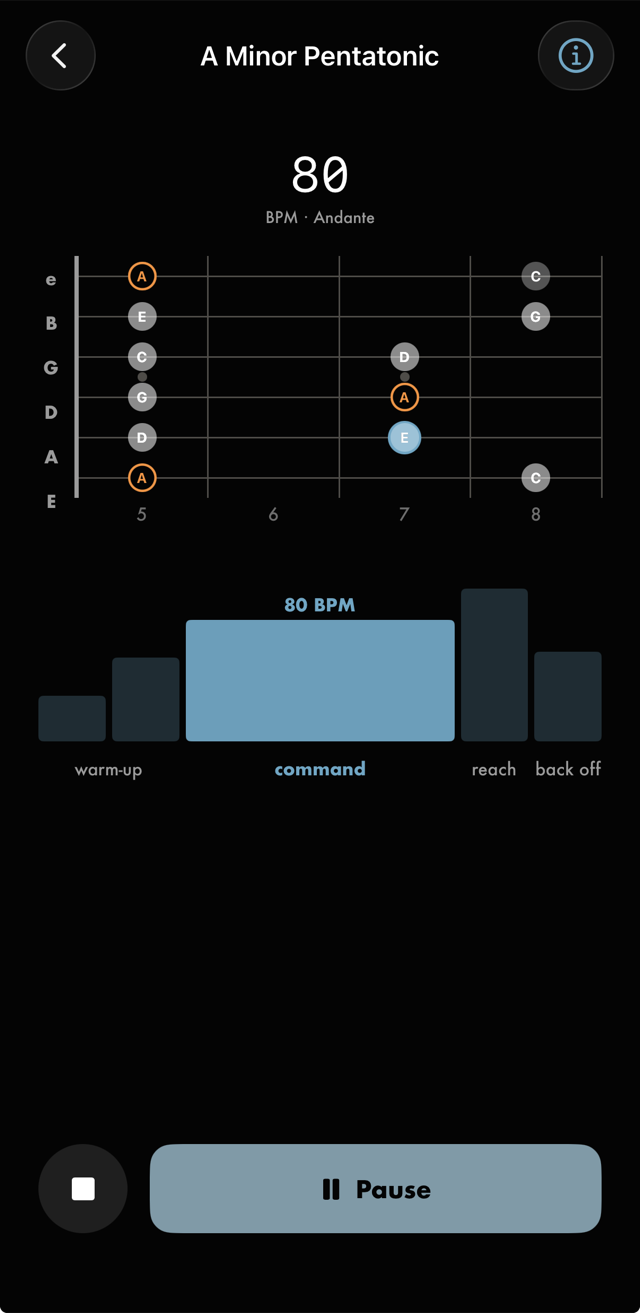 A Minor Pentatonic
80
BPM · Andante
e A C
B E G
G C D
D G A
A D E
E A C
5 6 7 8
80 BPM
warm-up command reach back off
Pause